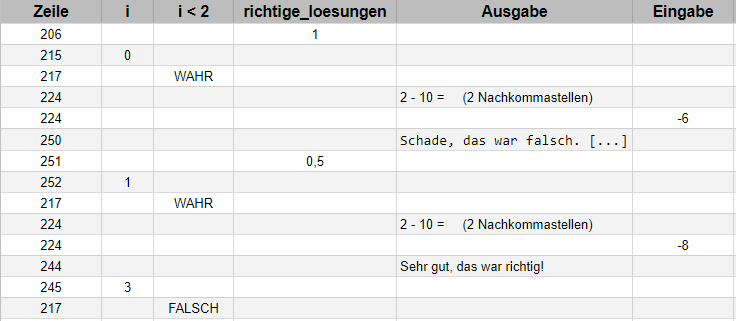 Zeile i i < 2 richtige_loesungen Ausgabe Eingabe
206 1
215 0
217 WAHR
224 2 - 10 = (2 Nachkommastellen)
224 -6
250 Schade, das war falsch. [...]
251 0,5
252 1
217 WAHR
224 2 - 10 = (2 Nachkommastellen)
224 -8
244 Sehr gut, das war richtig!
245 3
217 FALSCH